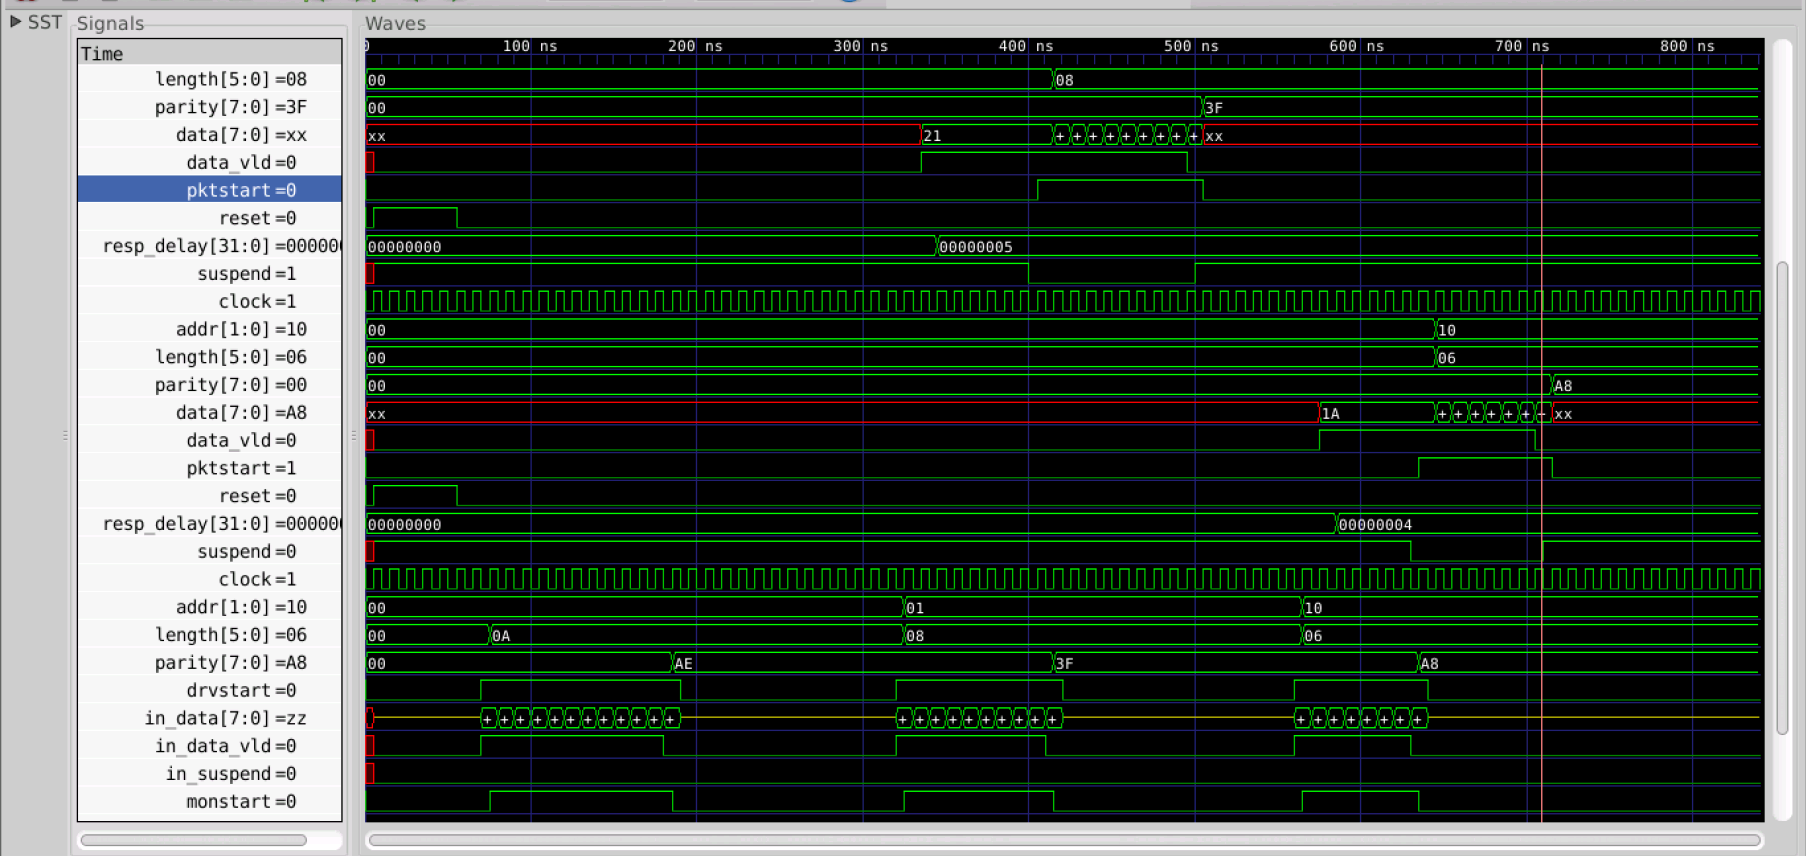 SST Signals Waves
Time 0 100 ns 200 ns 300 ns 400 ns 500 ns 600 ns 700 ns 800 ns
length[5:0]=08 00 08
parity[7:0]=3F 00 3F
data[7:0]=xx xx 21 + + + + + + + + + xx
data_vld=0
pktstart=0
reset=0
resp_delay[31:0]=000000 00000000 00000005
suspend=1
clock=1
addr[1:0]=10 00 10
length[5:0]=06 00 06
parity[7:0]=00 00 A8
data[7:0]=A8 xx 1A + + + + + + + xx
data_vld=0
pktstart=1
reset=0
resp_delay[31:0]=000000 00000000 00000004
suspend=0
clock=1
addr[1:0]=10 00 01 10
length[5:0]=06 00 0A 08 06
parity[7:0]=A8 00 AE 3F A8
drvstart=0
in_data[7:0]=zz + + + + + + + + + + + + + + + + + + + + + + + + + + + + + +
in_data_vld=0
in_suspend=0
monstart=0